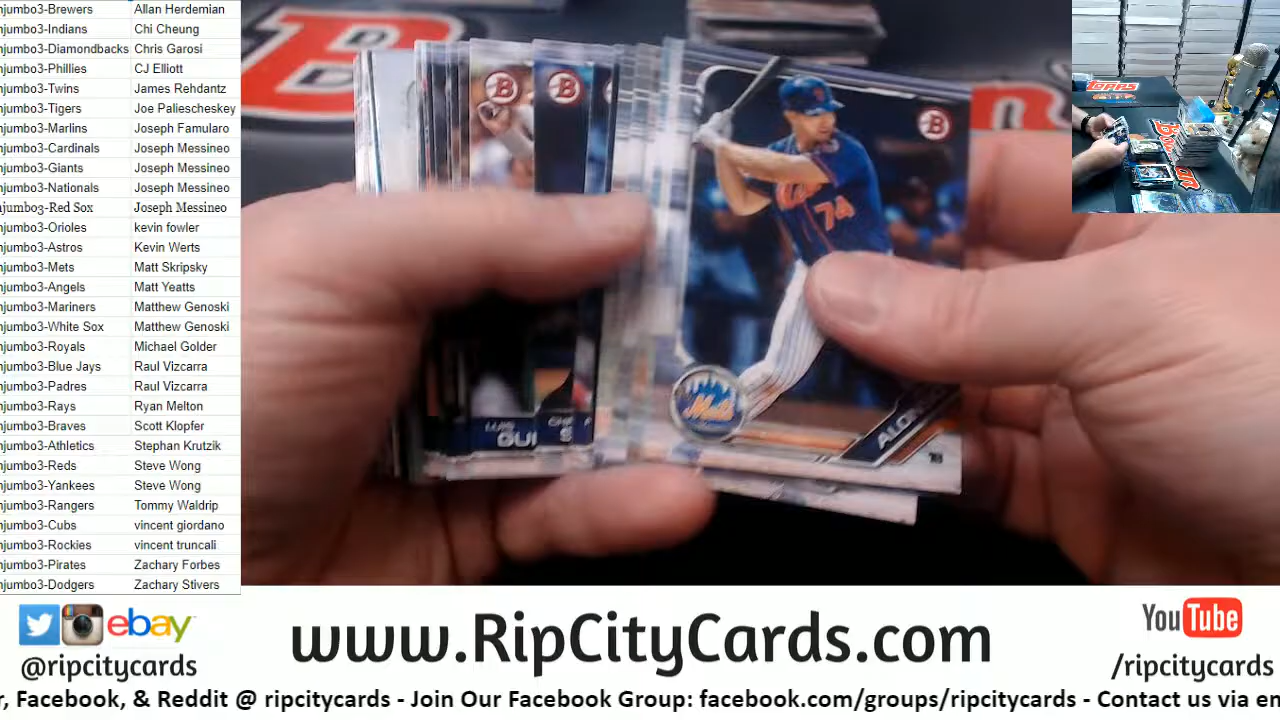 njumbo3-Brewers Allan Herdemian
njumbo3-Indians Chi Cheung
njumbo3-Diamondbacks Chris Garosi
njumbo3-Phillies CJ Elliott
njumbo3-Twins James Rehdantz
njumbo3-Tigers Joe Paliescheskey
njumbo3-Marlins Joseph Famularo
njumbo3-Cardinals Joseph Messineo
njumbo3-Giants Joseph Messineo
njumbo3-Nationals Joseph Messineo
njumbo3-Red Sox Joseph Messineo
njumbo3-Orioles kevin fowler
njumbo3-Astros Kevin Werts
njumbo3-Mets Matt Skripsky
njumbo3-Angels Matt Yeatts
njumbo3-Mariners Matthew Genoski
njumbo3-White Sox Matthew Genoski
njumbo3-Royals Michael Golder
njumbo3-Blue Jays Raul Vizcarra
njumbo3-Padres Raul Vizcarra
njumbo3-Rays Ryan Melton
njumbo3-Braves Scott Klopfer
njumbo3-Athletics Stephan Krutzik
njumbo3-Reds Steve Wong
njumbo3-Yankees Steve Wong
njumbo3-Rangers Tommy Waldrip
njumbo3-Cubs vincent giordano
njumbo3-Rockies vincent truncali
njumbo3-Pirates Zachary Forbes
njumbo3-Dodgers Zachary Stivers
B
B
B
B
74
Mets
ALO
1B
LUIS
GUI
TOPPS
ebay
@ripcitycards
www.RipCityCards.com
YouTube
/ripcitycards
r, Facebook, & Reddit @ ripcitycards - Join Our Facebook Group: facebook.com/groups/ripcitycards - Contact us via en